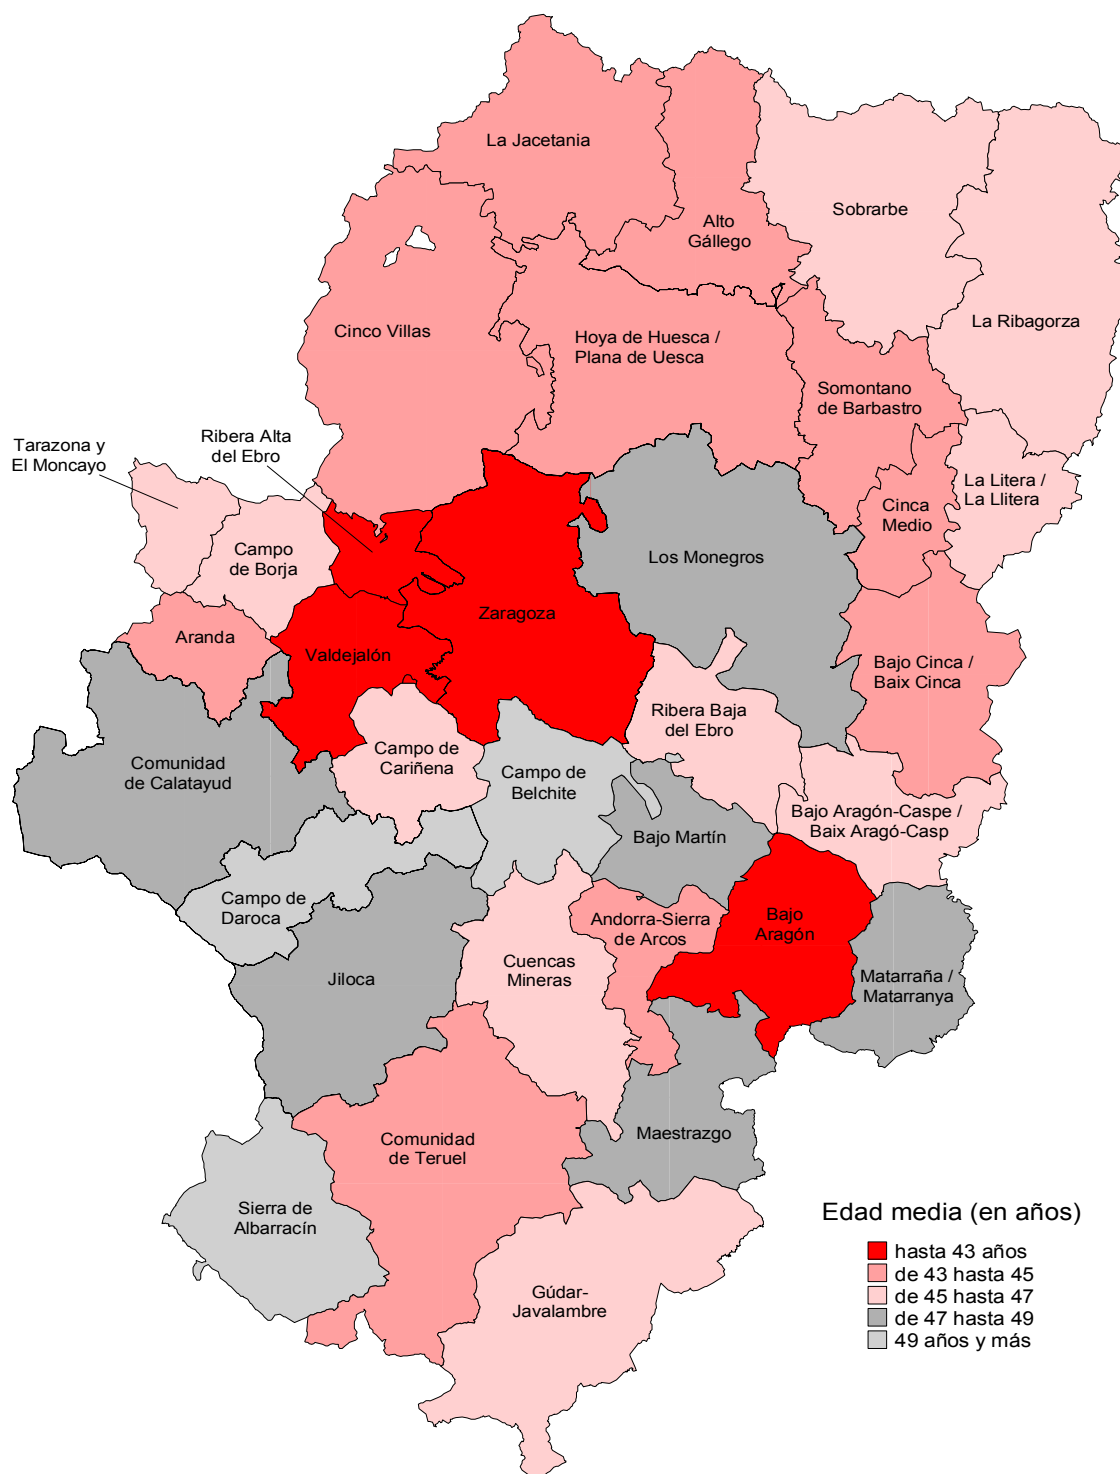 La Jacetania
Alto
Gállego
Sobrarbe
La Ribagorza
Cinco Villas
Hoya de Huesca /
Plana de Uesca
Somontano
de Barbastro
Tarazona y
El Moncayo
Ribera Alta
del Ebro
La Litera /
La Llitera
Cinca
Medio
Campo
de Borja
Los Monegros
Aranda
Zaragoza
Valdejalón
Bajo Cinca /
Baix Cinca
Ribera Baja
del Ebro
Comunidad
de Calatayud
Campo de
Cariñena
Campo de
Belchite
Bajo Aragón-Caspe /
Baix Aragó-Casp
Bajo Martín
Campo de
Daroca
Andorra-Sierra
de Arcos
Bajo
Aragón
Cuencas
Mineras
Jiloca
Matarraña /
Matarranya
Comunidad
de Teruel
Maestrazgo
Sierra de
Albarracín
Gúdar-
Javalambre
Edad media (en años)
hasta 43 años
de 43 hasta 45
de 45 hasta 47
de 47 hasta 49
49 años y más